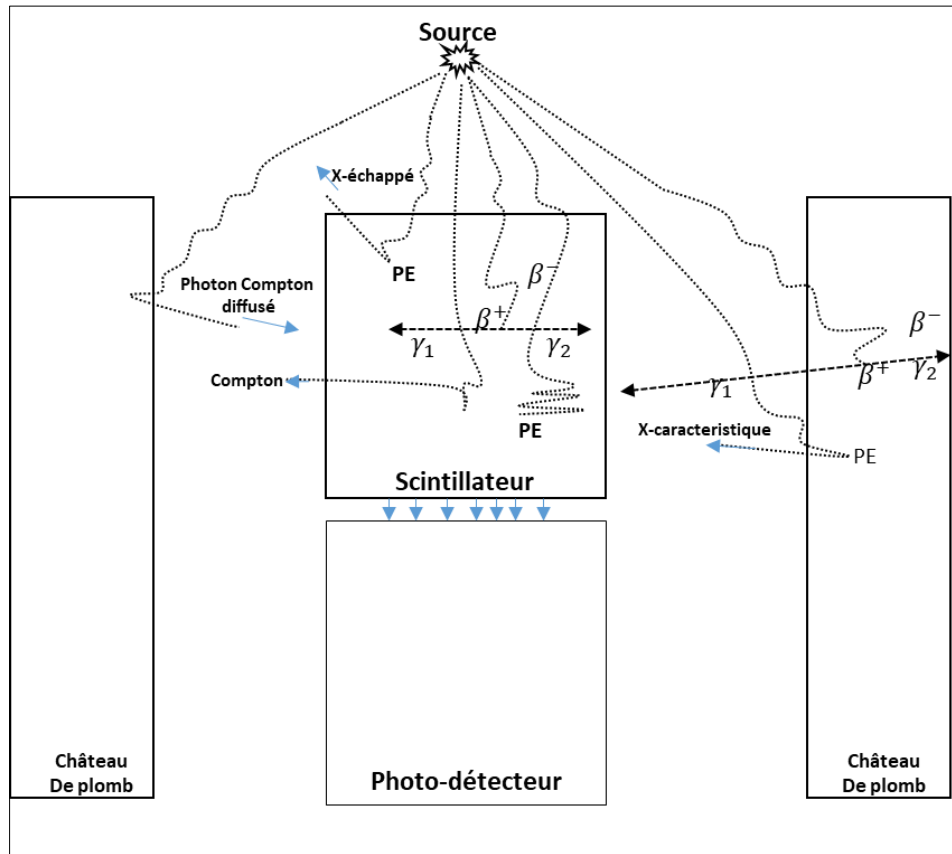 Source
X-échappé
PE
Photon Compton
diffusé
β⁻
β⁺
γ₁
γ₂
Compton
PE
Scintillateur
β⁻
β⁺
γ₂
γ₁
X-caracteristique
PE
Château
De plomb
Photo-détecteur
Château
De plomb